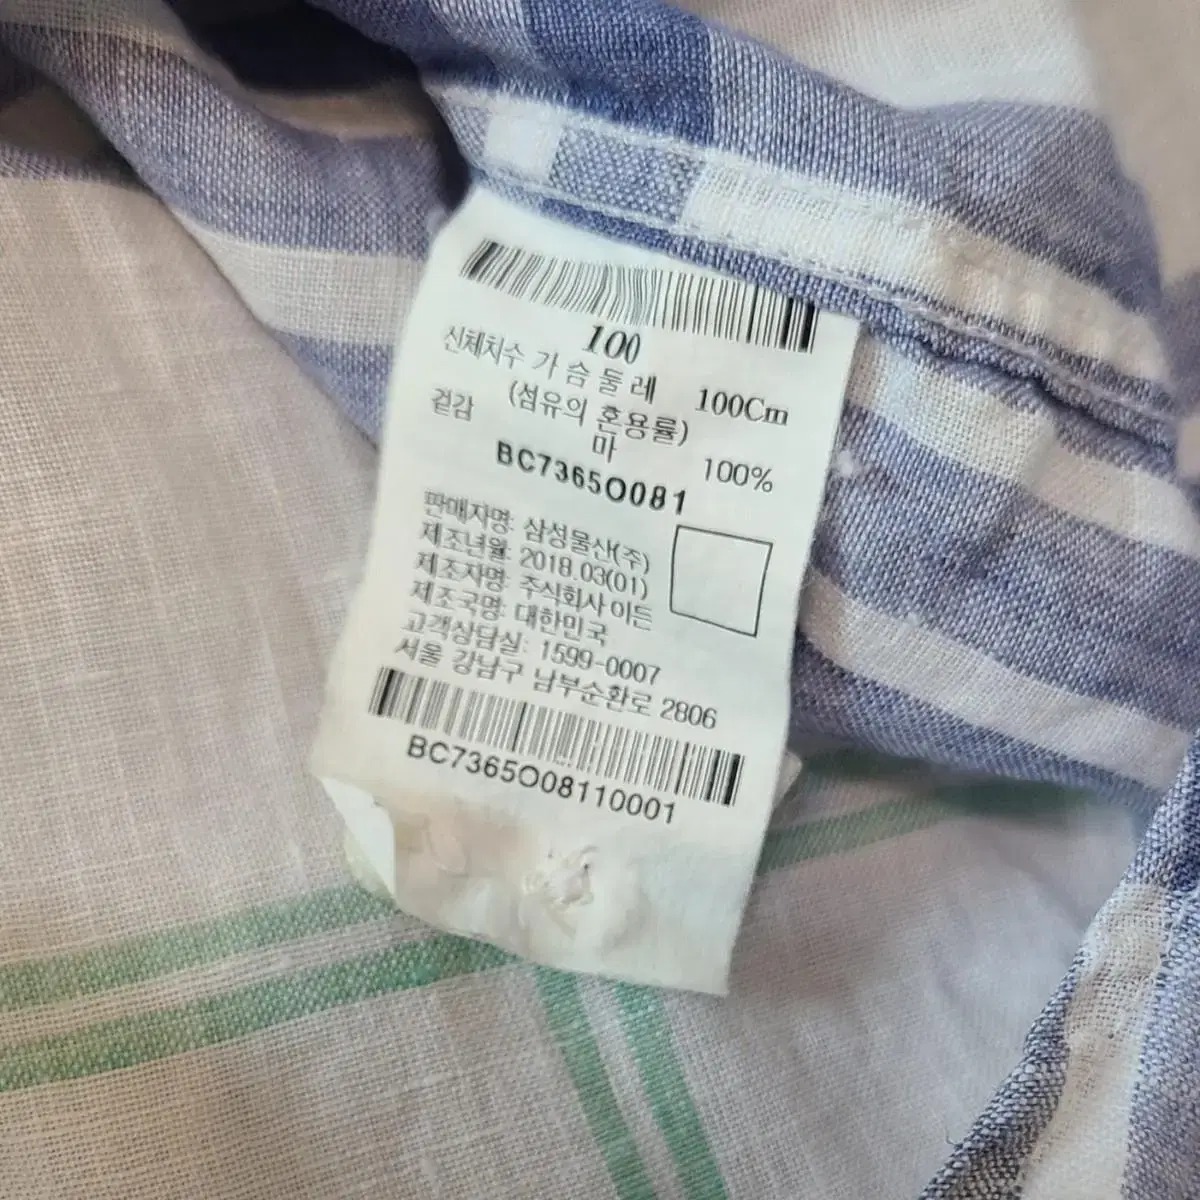 100
신체치수 가 슴 둘 레 100Cm
(섬유의 혼용률)
겉감 마 100%
BC7365O081
판매자명: 삼성물산(주)
제조년월: 2018.03(01)
제조자명: 주식회사 이든
제조국명: 대한민국
고객상담실: 1599-0007
서울 강남구 남부순환로 2806
BC7365O08110001